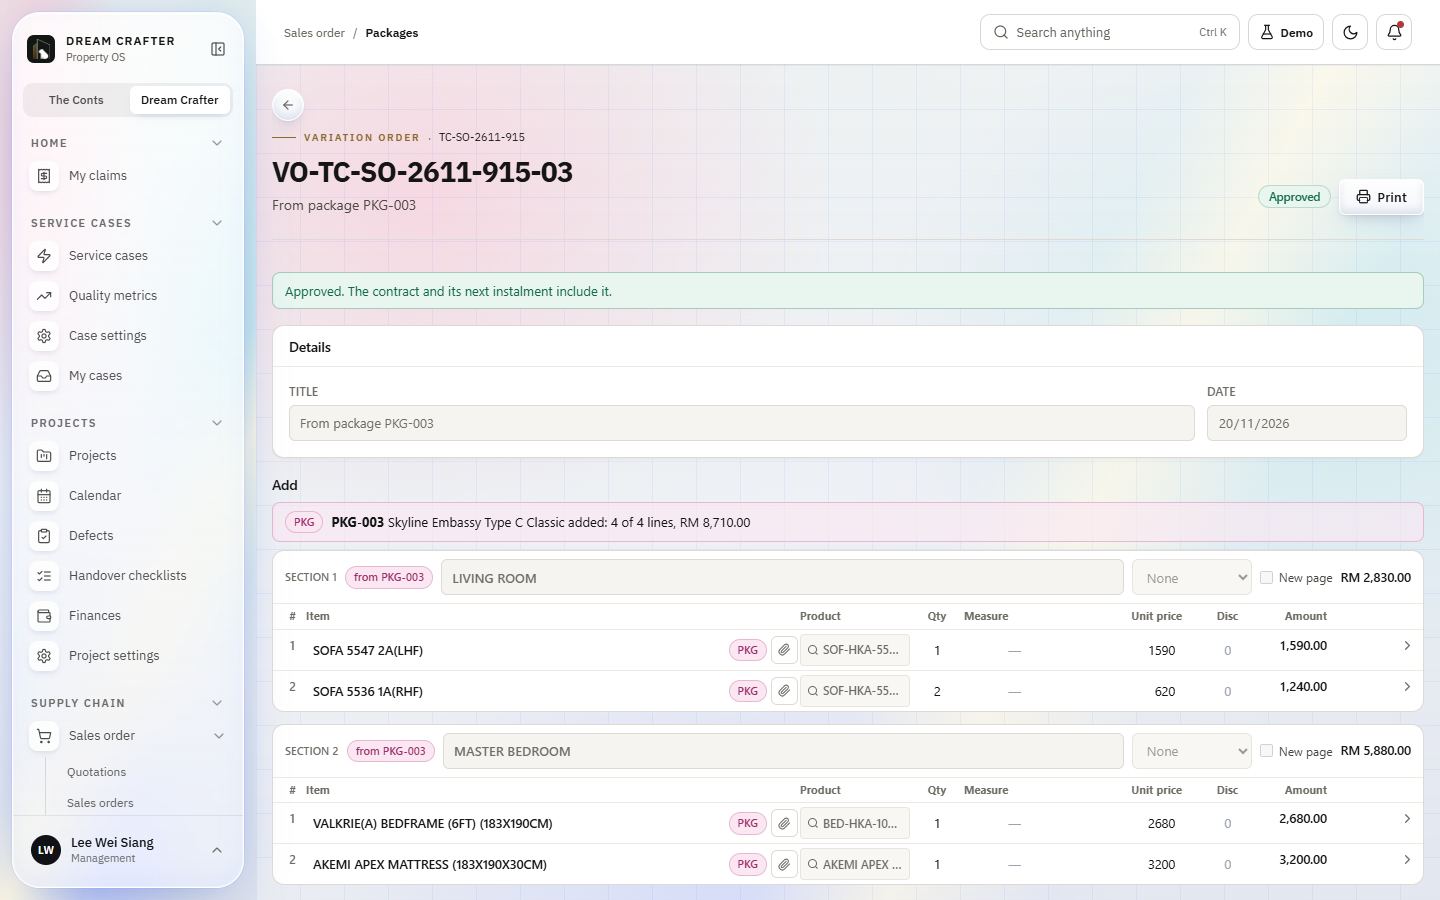 DREAM CRAFTER
Property OS
The Conts
Dream Crafter
HOME
My claims
SERVICE CASES
Service cases
Quality metrics
Case settings
My cases
PROJECTS
Projects
Calendar
Defects
Handover checklists
Finances
Project settings
SUPPLY CHAIN
Sales order
Quotations
Sales orders
LW
Lee Wei Siang
Management
Sales order / Packages
Search anything
Ctrl K
Demo
VARIATION ORDER · TC-SO-2611-915
VO-TC-SO-2611-915-03
From package PKG-003
Approved
Print
Approved. The contract and its next instalment include it.
Details
TITLE
DATE
From package PKG-003
20/11/2026
Add
PKG PKG-003 Skyline Embassy Type C Classic added: 4 of 4 lines, RM 8,710.00
SECTION 1 from PKG-003 LIVING ROOM None New page RM 2,830.00
# Item Product Qty Measure Unit price Disc Amount
1 SOFA 5547 2A(LHF) PKG SOF-HKA-55... 1 — 1590 0 1,590.00
2 SOFA 5536 1A(RHF) PKG SOF-HKA-55... 2 — 620 0 1,240.00
SECTION 2 from PKG-003 MASTER BEDROOM None New page RM 5,880.00
# Item Product Qty Measure Unit price Disc Amount
1 VALKRIE(A) BEDFRAME (6FT) (183X190CM) PKG BED-HKA-10... 1 — 2680 0 2,680.00
2 AKEMI APEX MATTRESS (183X190X30CM) PKG AKEMI APEX ... 1 — 3200 0 3,200.00